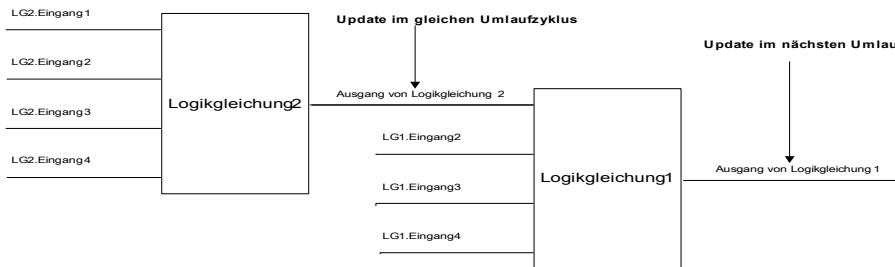 LG2.Eingang1
Update im gleichen Umlaufzyklus
LG2.Eingang2
Update im nächsten Umlau
Logikgleichung2
Ausgang von Logikgleichung 2
LG2.Eingang3
LG1.Eingang2
LG2.Eingang4
Logikgleichung1
Ausgang von Logikgleichung 1
LG1.Eingang3
LG1.Eingang4